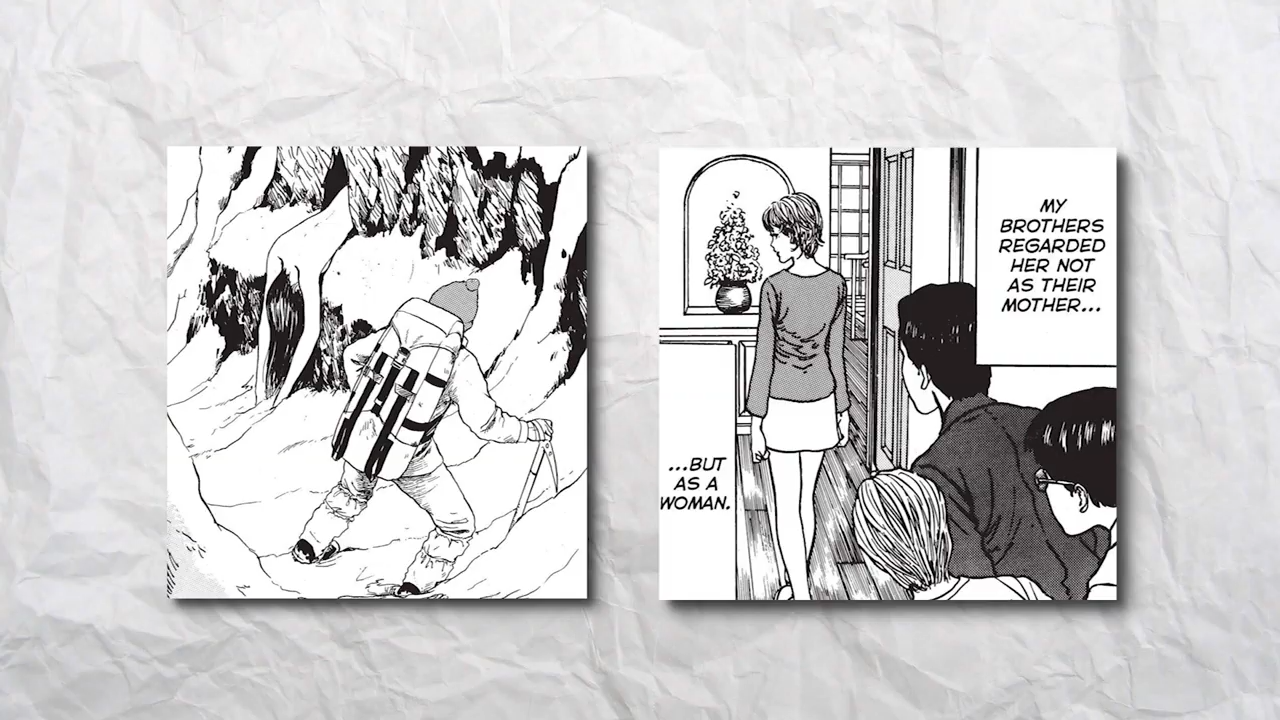 MY
BROTHERS
REGARDED
HER NOT
AS THEIR
MOTHER...
...BUT
AS A
WOMAN.